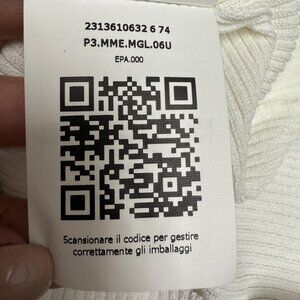 2313610632 6 74
P3.MME.MGL.06U
EPA.000
Scansionare il codice per gestire
correttamente gli imballaggi